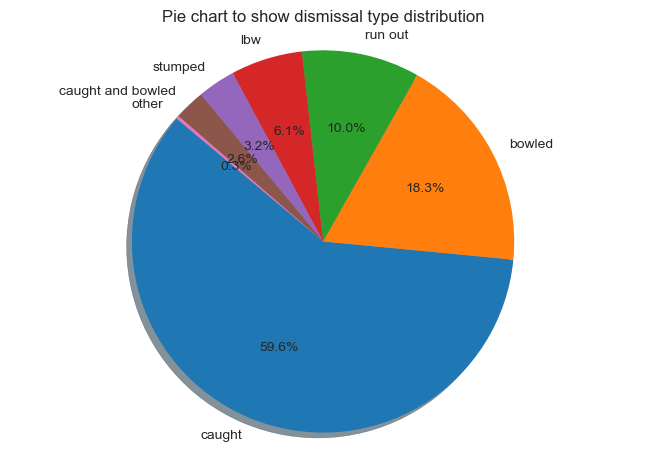 Pie chart to show dismissal type distribution
run out
lbw
stumped
caught and bowled
other
bowled
caught
10.0%
6.1%
3.2%
2.6%
0.3%
18.3%
59.6%